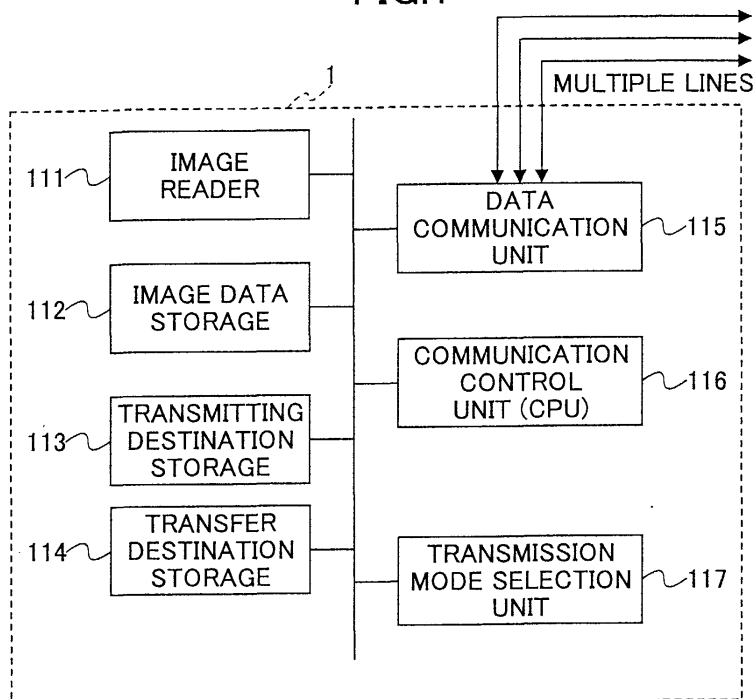 MULTIPLE LINES
1
111
IMAGE
READER
112
IMAGE DATA
STORAGE
113
TRANSMITTING
DESTINATION
STORAGE
114
TRANSFER
DESTINATION
STORAGE
DATA
COMMUNICATION
UNIT
115
COMMUNICATION
CONTROL
UNIT (CPU)
116
TRANSMISSION
MODE SELECTION
UNIT
117